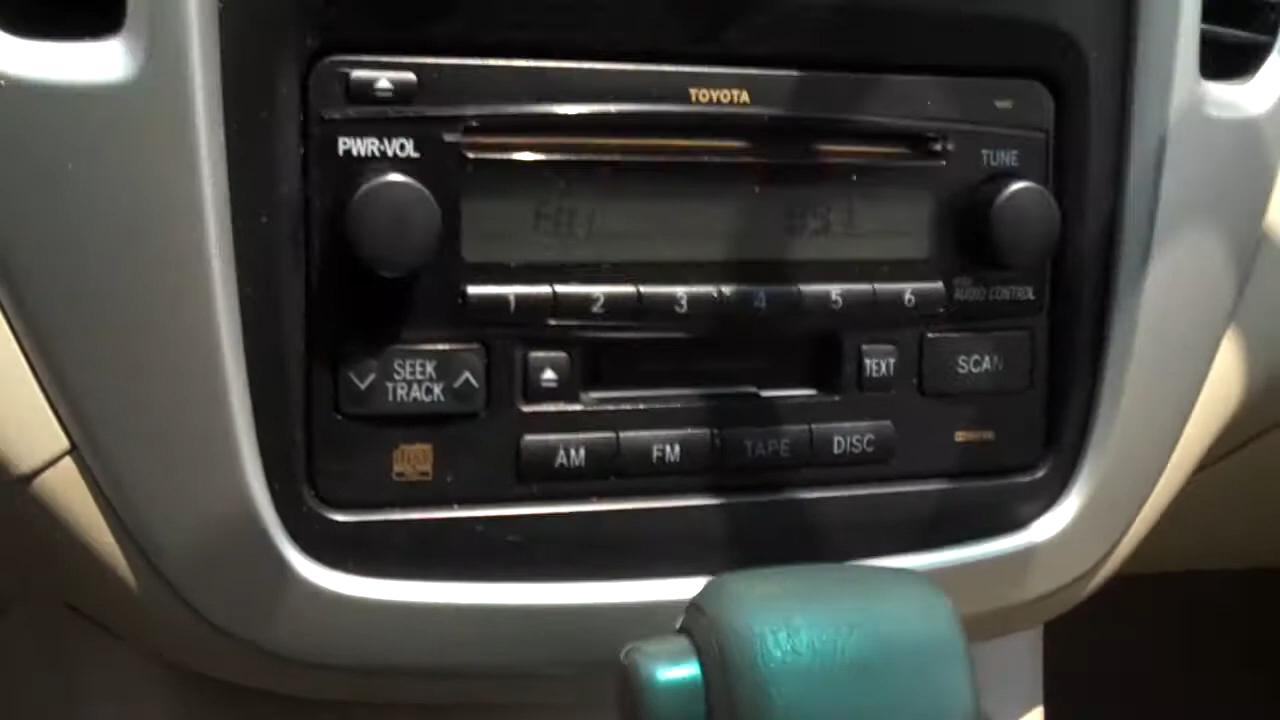 TOYOTA
PWR·VOL
TUNE
1 2 3 4 5 6
AUDIO CONTROL
SEEK
TRACK
TEXT
SCAN
AM FM TAPE DISC